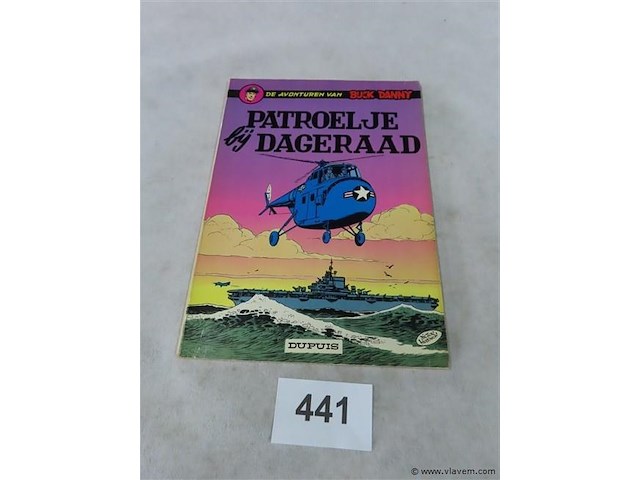 DE AVONTUREN VAN BUCK DANNY
PATROELJE
bij DAGERAAD
DUPUIS
441
© www.vlavem.com